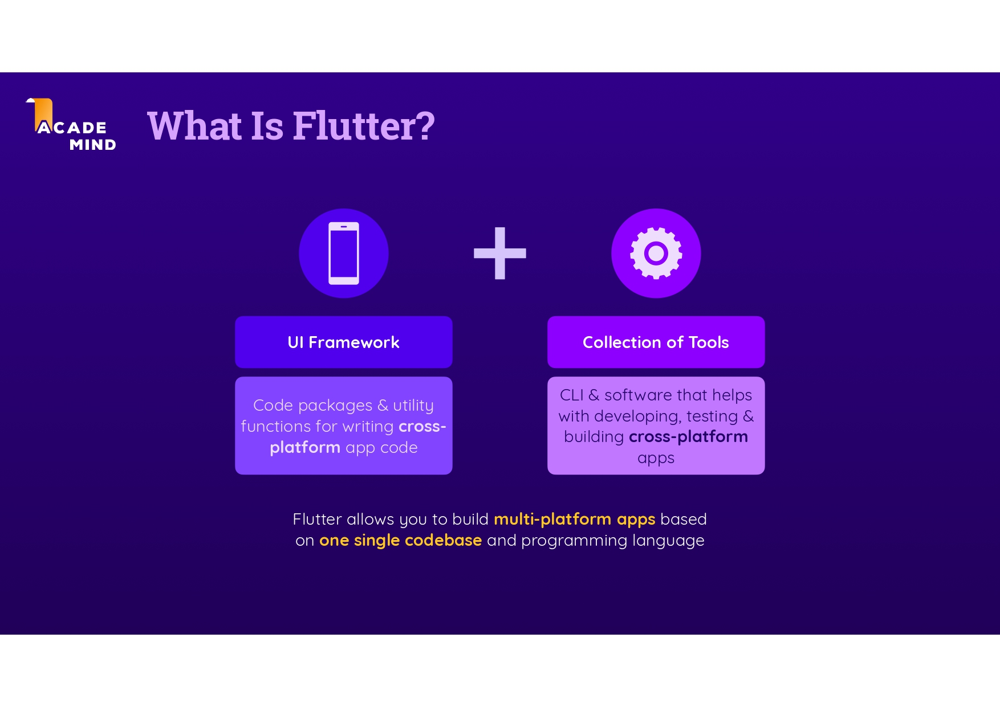 ACADE
MIND
What Is Flutter?
UI Framework
Code packages & utility
functions for writing cross-
platform app code
Collection of Tools
CLI & software that helps
with developing, testing &
building cross-platform
apps
Flutter allows you to build multi-platform apps based
on one single codebase and programming language